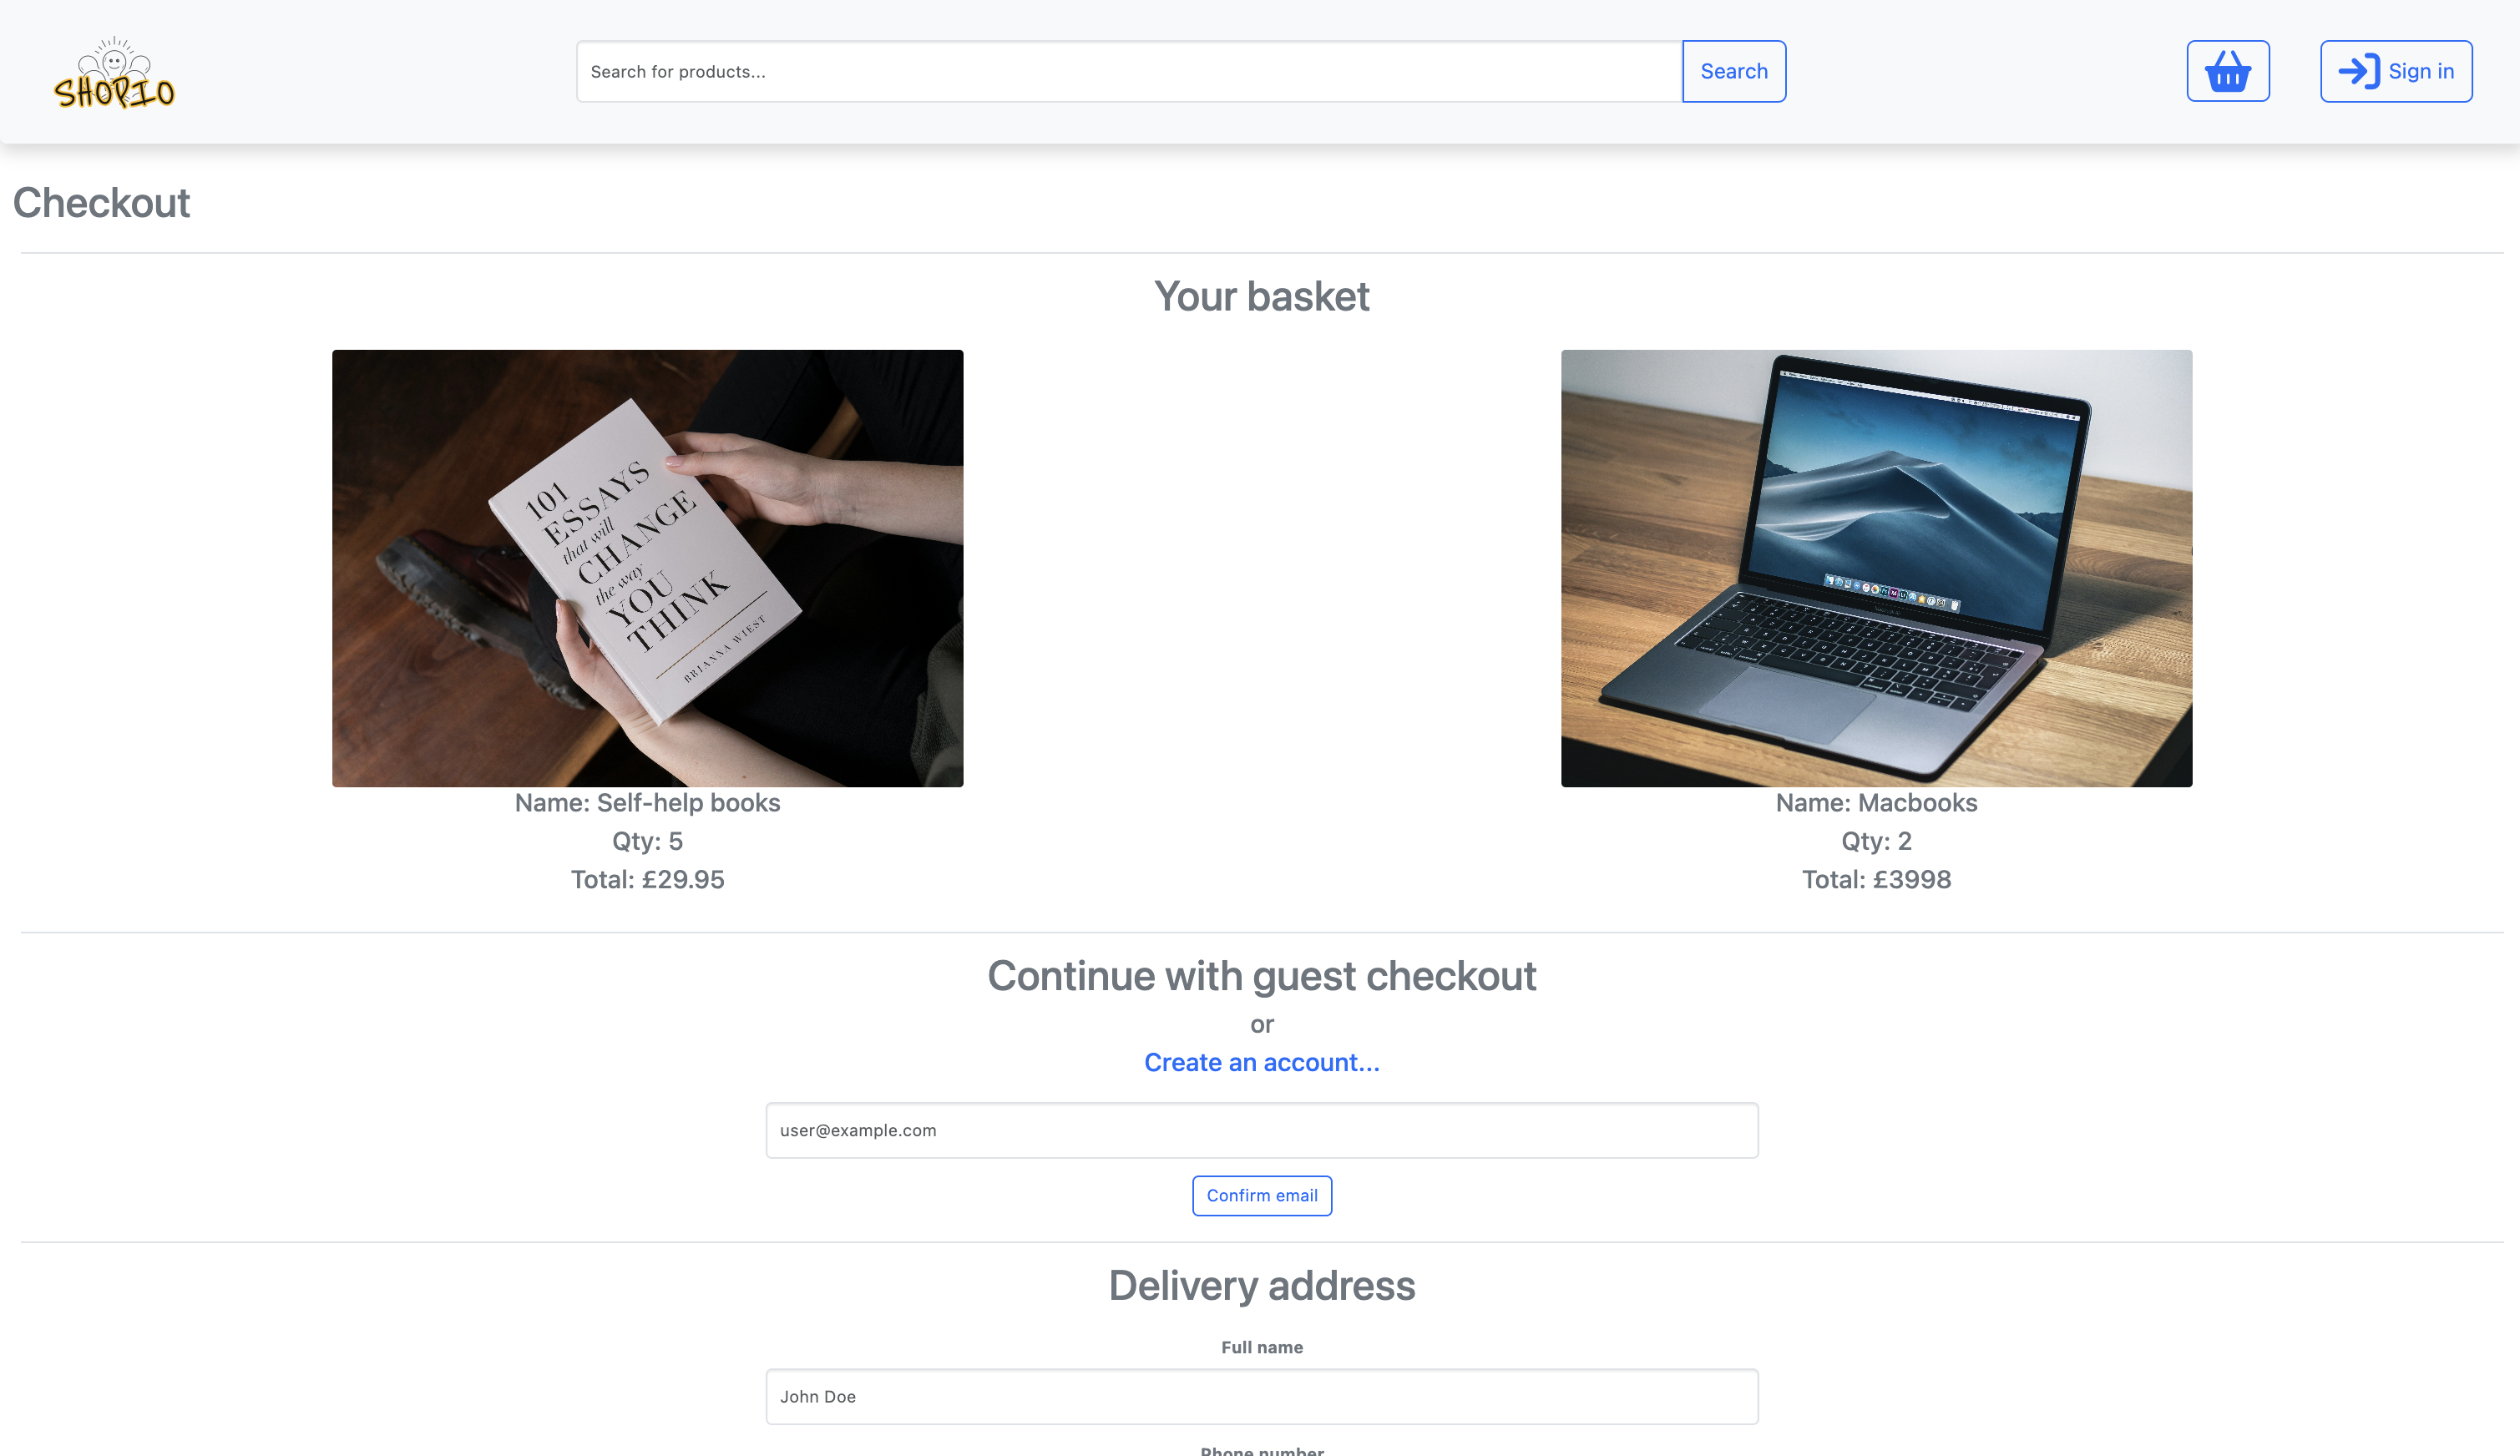 SHOPIO
Search for products...
Search
Sign in
Checkout
Your basket
101
ESSAYS
that will
CHANGE
the way
YOU
THINK
BRIANNA WIEST
Name: Self-help books
Qty: 5
Total: £29.95
Name: Macbooks
Qty: 2
Total: £3998
Continue with guest checkout
or
Create an account...
user@example.com
Confirm email
Delivery address
Full name
John Doe
Phone number